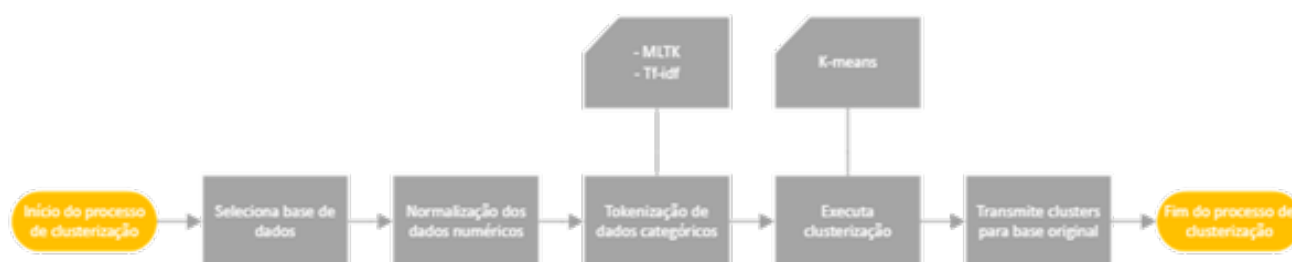 - MLTK
- Tf-idf
K-means
Início do processo
de clusterização
Seleciona base de
dados
Normalização dos
dados numéricos
Tokenização de
dados categóricos
Executa
clusterização
Transmite clusters
para base original
Fim do processo de
clusterização